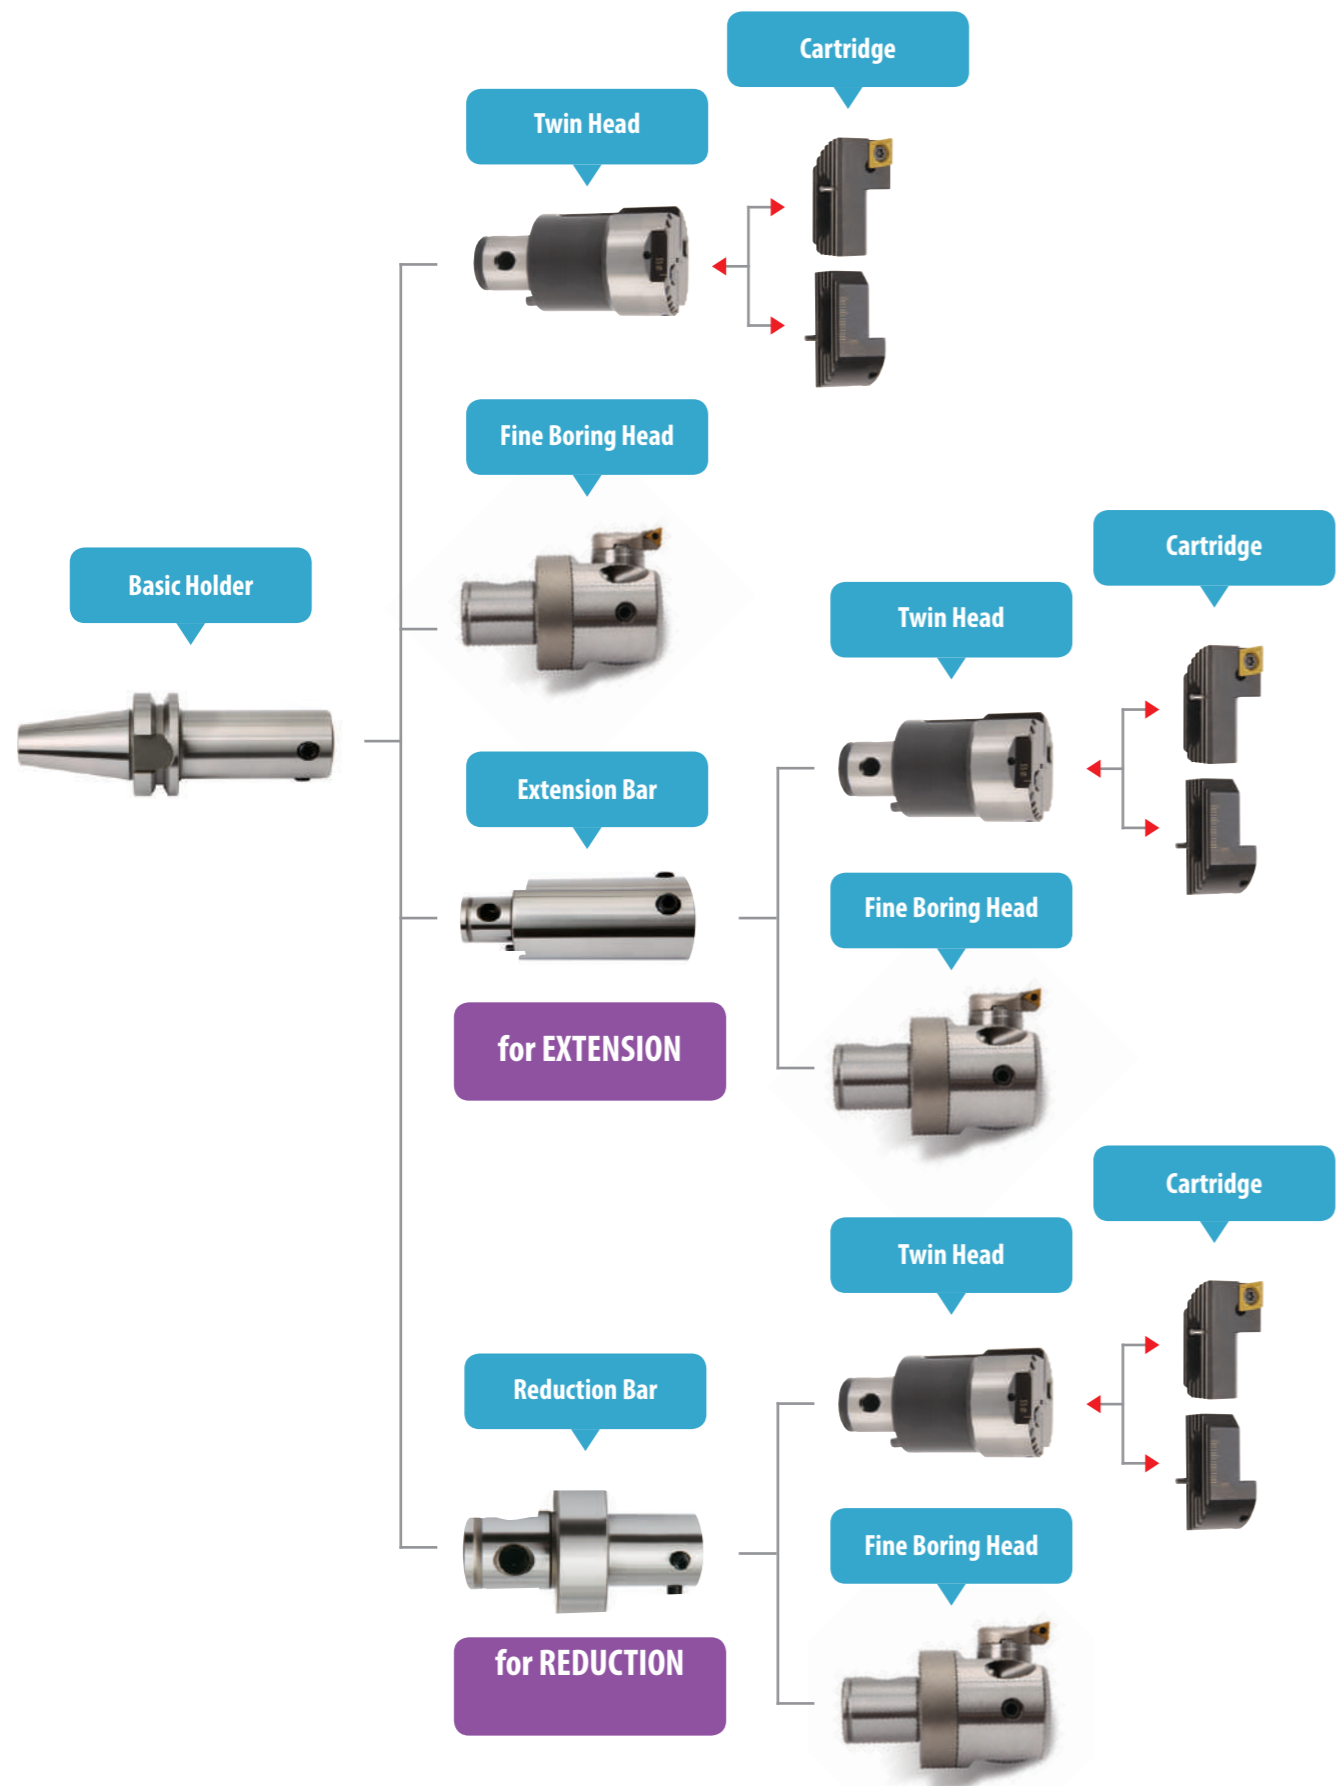 Cartridge
Twin Head
Fine Boring Head
Cartridge
Basic Holder
Twin Head
Extension Bar
Fine Boring Head
for EXTENSION
Cartridge
Twin Head
Reduction Bar
Fine Boring Head
for REDUCTION